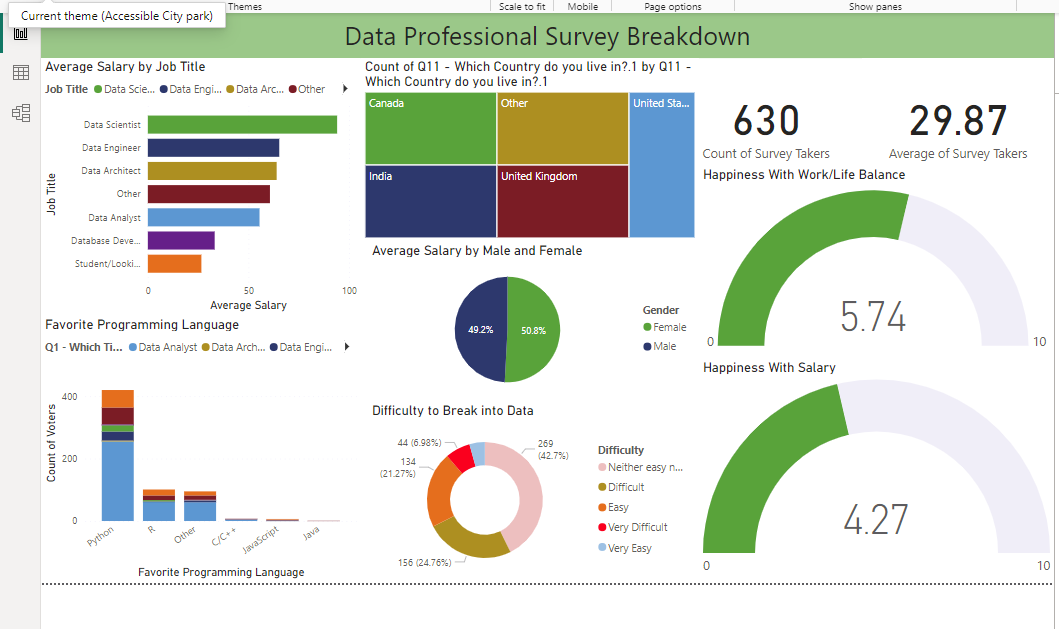 Themes
Scale to fit
Mobile
Page options
Show panes
Current theme (Accessible City park)
Data Professional Survey Breakdown
Average Salary by Job Title
Job Title Data Scie... Data Engi... Data Arc... Other
Job Title
Data Scientist
Data Engineer
Data Architect
Other
Data Analyst
Database Deve...
Student/Looki...
0 50 100
Average Salary
Favorite Programming Language
Q1 - Which Ti... Data Analyst Data Arch... Data Engi...
Count of Voters
400
200
0
Python R Other C/C++ JavaScript Java
Favorite Programming Language
Count of Q11 - Which Country do you live in?.1 by Q11 -
Which Country do you live in?.1
Canada
Other
United Sta...
India
United Kingdom
Average Salary by Male and Female
49.2%
50.8%
Gender
Female
Male
Difficulty to Break into Data
44 (6.98%)
269
(42.7%)
134
(21.27%)
156 (24.76%)
Difficulty
Neither easy n...
Difficult
Easy
Very Difficult
Very Easy
630
Count of Survey Takers
29.87
Average of Survey Takers
Happiness With Work/Life Balance
5.74
0
10
Happiness With Salary
4.27
0
10